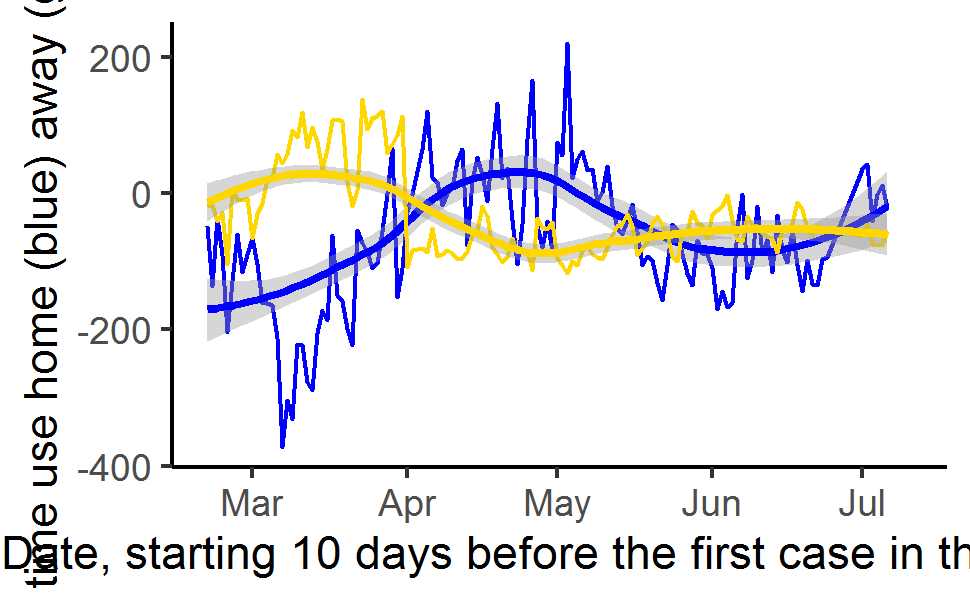 time use home (blue) away (
200
0
-200
-400
Mar Apr May Jun Jul
Date, starting 10 days before the first case in th